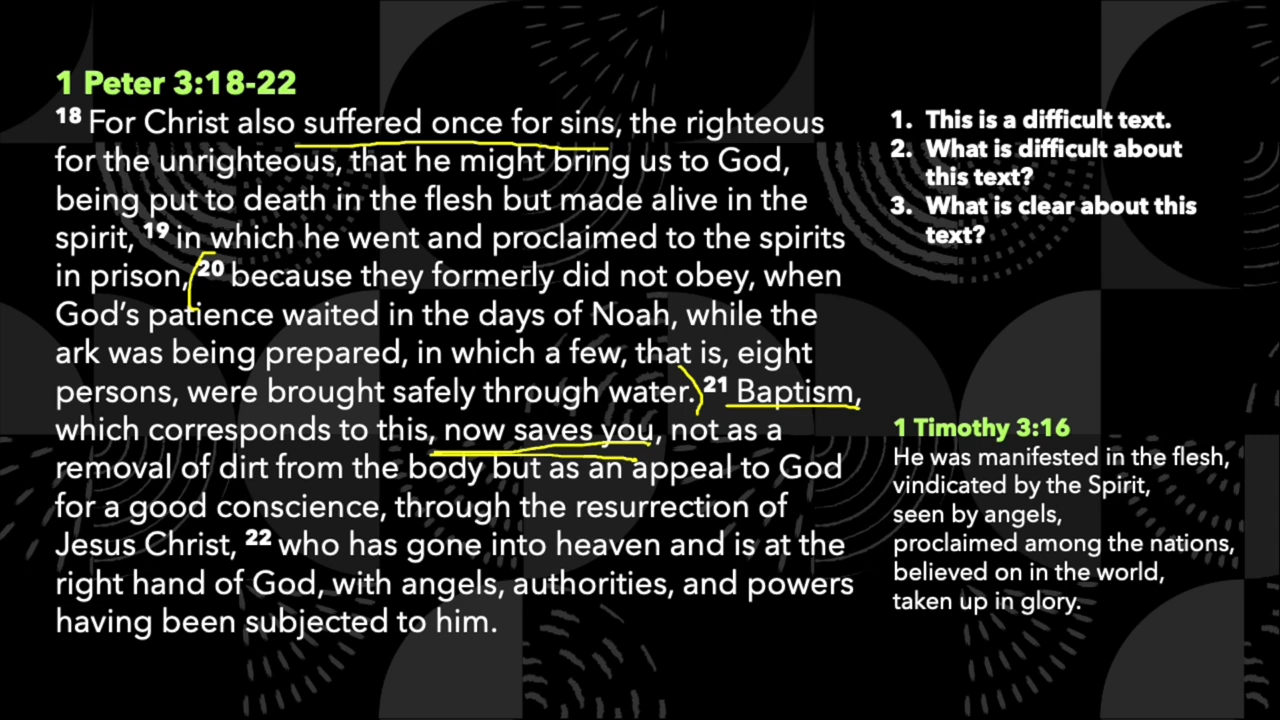 1 Peter 3:18-22
18 For Christ also suffered once for sins, the righteous
for the unrighteous, that he might bring us to God,
being put to death in the flesh but made alive in the
spirit, 19 in which he went and proclaimed to the spirits
in prison, 20 because they formerly did not obey, when
God’s patience waited in the days of Noah, while the
ark was being prepared, in which a few, that is, eight
persons, were brought safely through water. 21 Baptism,
which corresponds to this, now saves you, not as a
removal of dirt from the body but as an appeal to God
for a good conscience, through the resurrection of
Jesus Christ, 22 who has gone into heaven and is at the
right hand of God, with angels, authorities, and powers
having been subjected to him.
1. This is a difficult text.
2. What is difficult about
this text?
3. What is clear about this
text?
1 Timothy 3:16
He was manifested in the flesh,
vindicated by the Spirit,
seen by angels,
proclaimed among the nations,
believed on in the world,
taken up in glory.